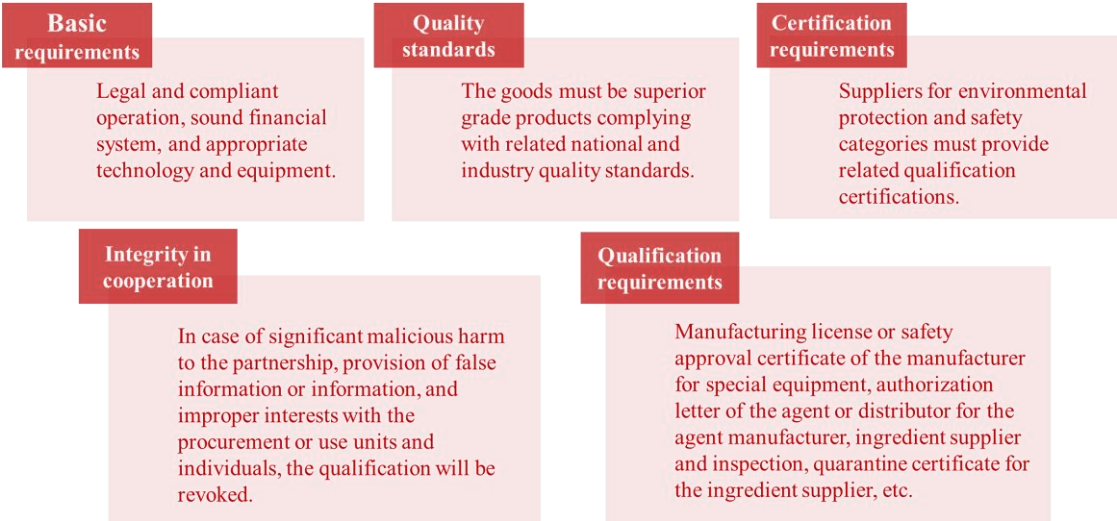 Basic
requirements
Legal and compliant
operation, sound financial
system, and appropriate
technology and equipment.
Quality
standards
The goods must be superior
grade products complying
with related national and
industry quality standards.
Certification
requirements
Suppliers for environmental
protection and safety
categories must provide
related qualification
certifications.
Integrity in
cooperation
In case of significant malicious harm
to the partnership, provision of false
information or information, and
improper interests with the
procurement or use units and
individuals, the qualification will be
revoked.
Qualification
requirements
Manufacturing license or safety
approval certificate of the manufacturer
for special equipment, authorization
letter of the agent or distributor for the
agent manufacturer, ingredient supplier
and inspection, quarantine certificate for
the ingredient supplier, etc.